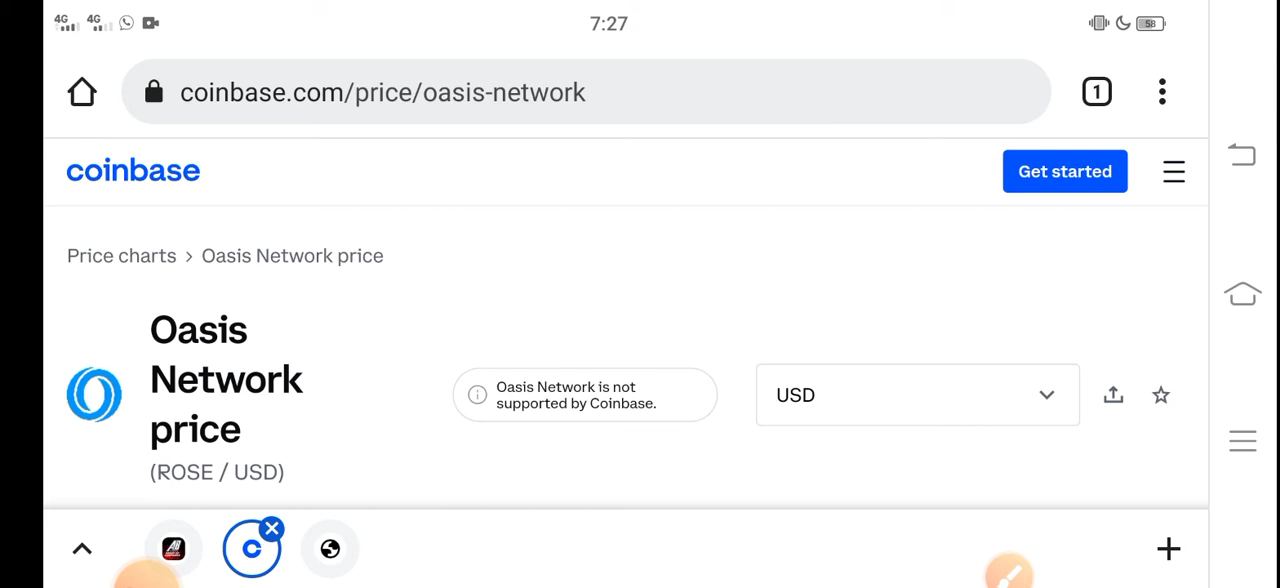 4G 4G 7:27 58
coinbase.com/price/oasis-network 1
coinbase Get started
Price charts > Oasis Network price
Oasis
Network
price
(ROSE / USD)
Oasis Network is not
supported by Coinbase.
USD